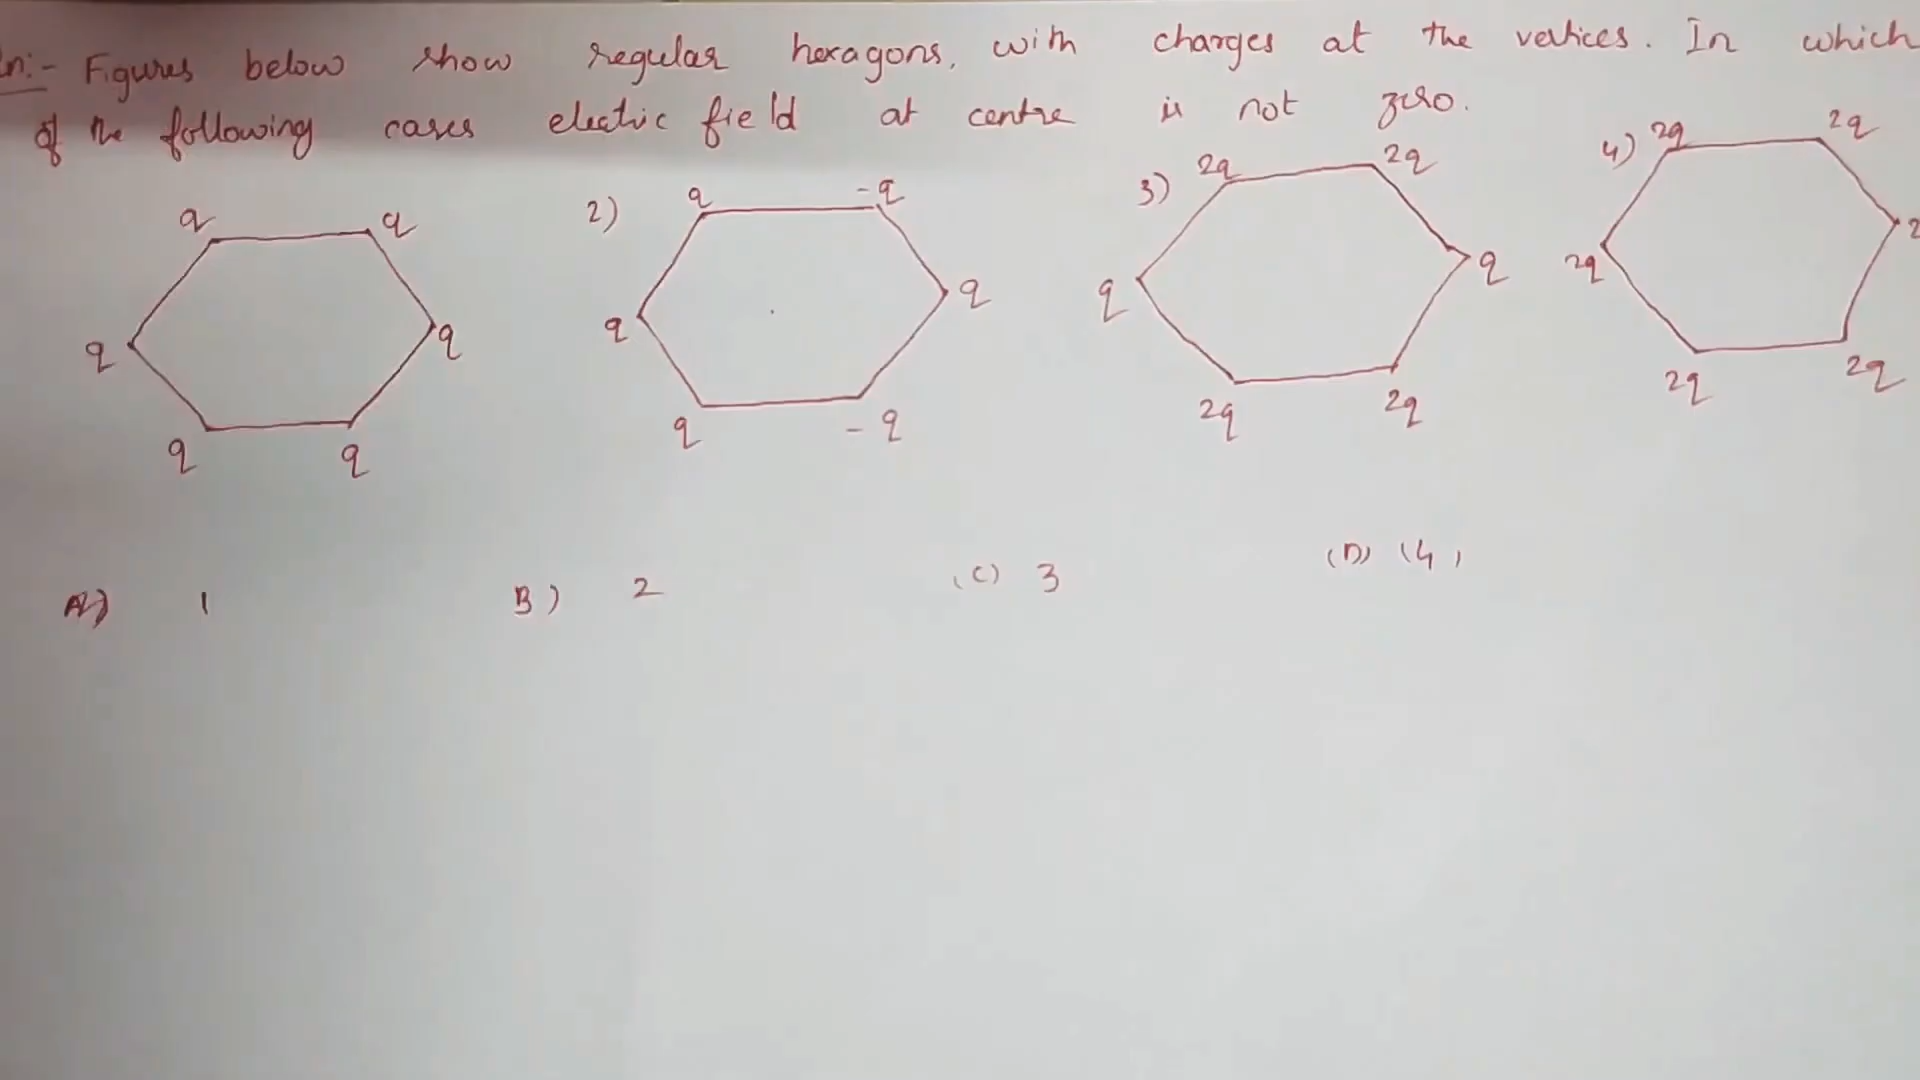 n:- Figures below show regular hexagons, with charges at the vertices. In which
of the following cases electric field at centre is not zero.
q q
q q
q q
2) q -q
q q
q -q
3) 2q 2q
q q
2q 2q
4) 2q 2q
2q 2
2q 2q
A) 1 B) 2 (C) 3 (D) (4)